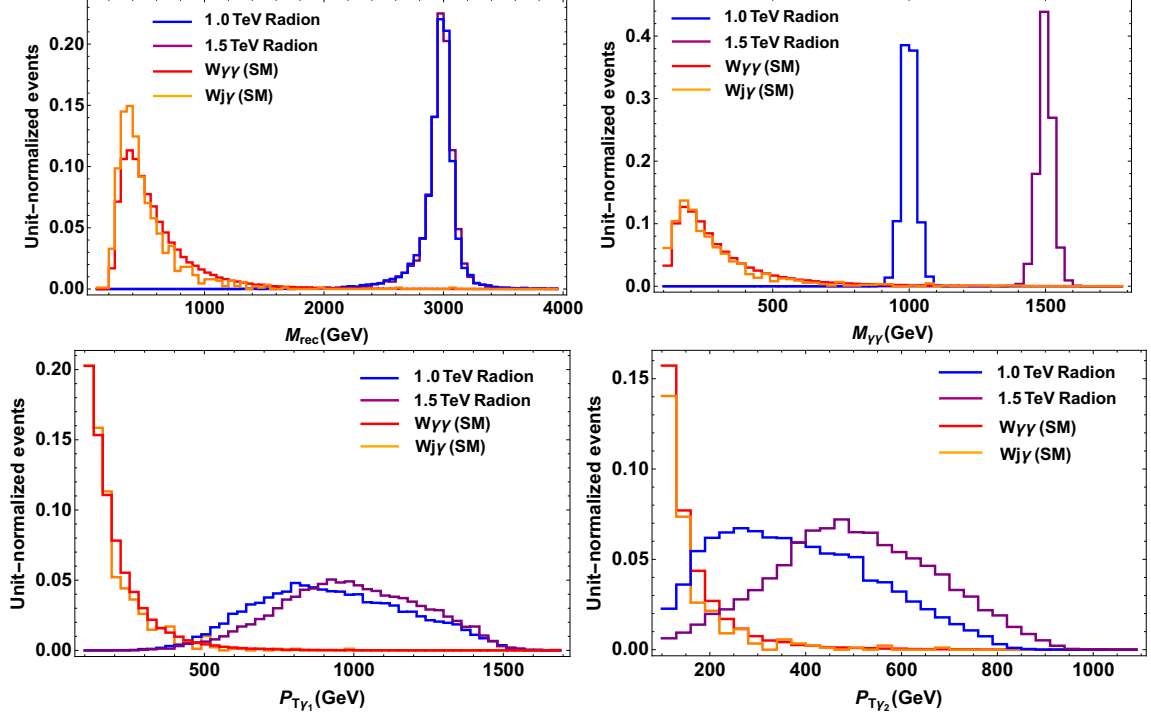 1.0 TeV Radion
1.5 TeV Radion
Wγγ (SM)
Wjγ (SM)
Unit−normalized events
0.20
0.15
0.10
0.05
0.00
1000
2000
3000
4000
M_rec (GeV)
1.0 TeV Radion
1.5 TeV Radion
Wγγ (SM)
Wjγ (SM)
Unit−normalized events
0.4
0.3
0.2
0.1
0.0
500
1000
1500
M_γγ (GeV)
1.0 TeV Radion
1.5 TeV Radion
Wγγ (SM)
Wjγ (SM)
Unit−normalized events
0.20
0.15
0.10
0.05
0.00
500
1000
1500
P_Tγ₁ (GeV)
1.0 TeV Radion
1.5 TeV Radion
Wγγ (SM)
Wjγ (SM)
Unit−normalized events
0.15
0.10
0.05
0.00
200
400
600
800
1000
P_Tγ₂ (GeV)